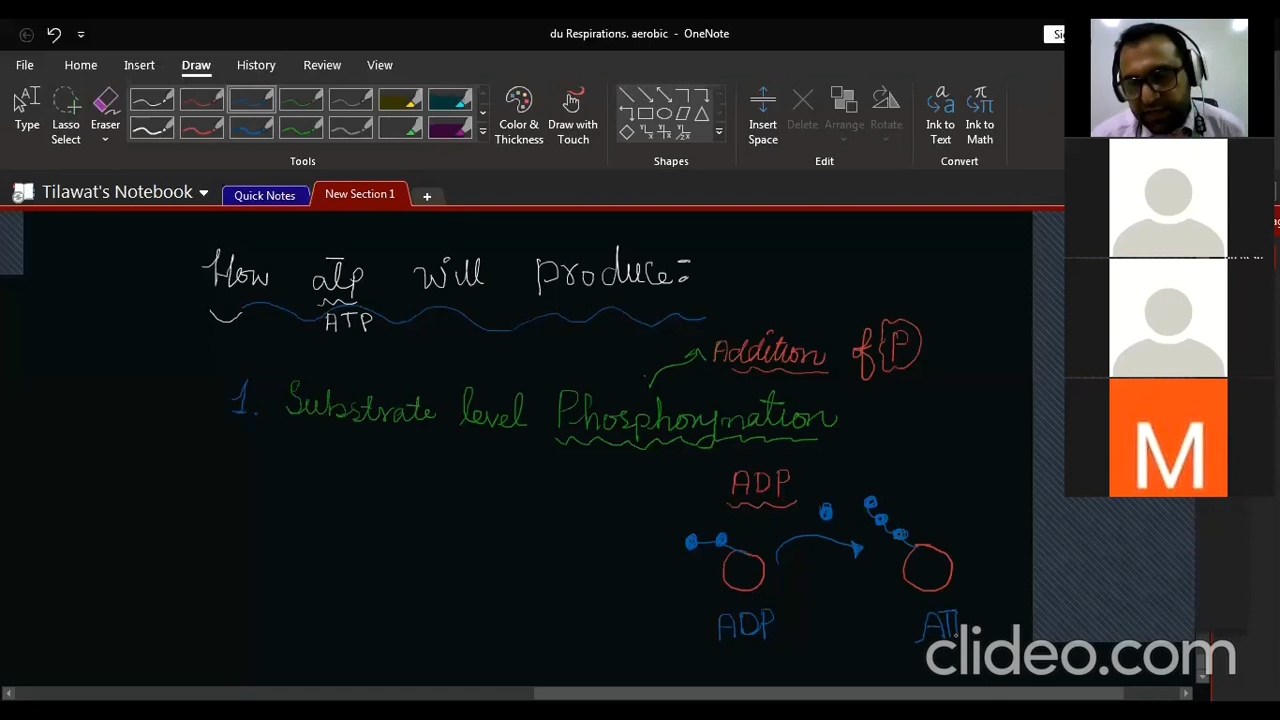 du Respirations. aerobic - OneNote
File Home Insert Draw History Review View
Type
Lasso Select
Eraser
Color & Thickness
Draw with Touch
Insert Space
Delete
Arrange
Rotate
Ink to Text
Ink to Math
Tools
Shapes
Edit
Convert
Tilawat's Notebook
Quick Notes
New Section 1
How atp will produce:
ATP
Addition of {P}
1. Substrate level Phosphorynation
ADP
ADP
M
clideo.com